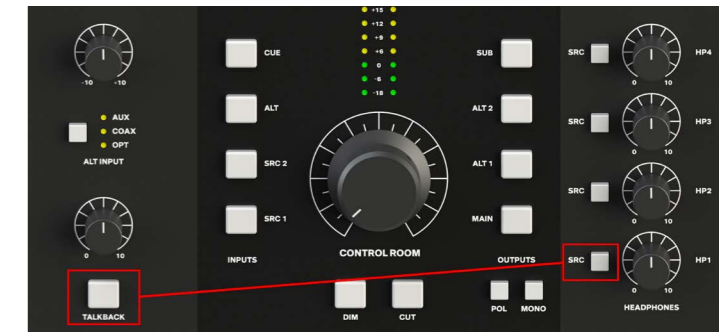 -10 +10
AUX
COAX
OPT
ALT INPUT
0 10
TALKBACK
CUE
ALT
SRC 2
SRC 1
INPUTS
+15
+12
+9
+6
0
-6
-18
CONTROL ROOM
DIM CUT
SUB
ALT 2
ALT 1
MAIN
OUTPUTS
POL MONO
SRC HP4
0 10
SRC HP3
0 10
SRC HP2
0 10
SRC HP1
0 10
HEADPHONES